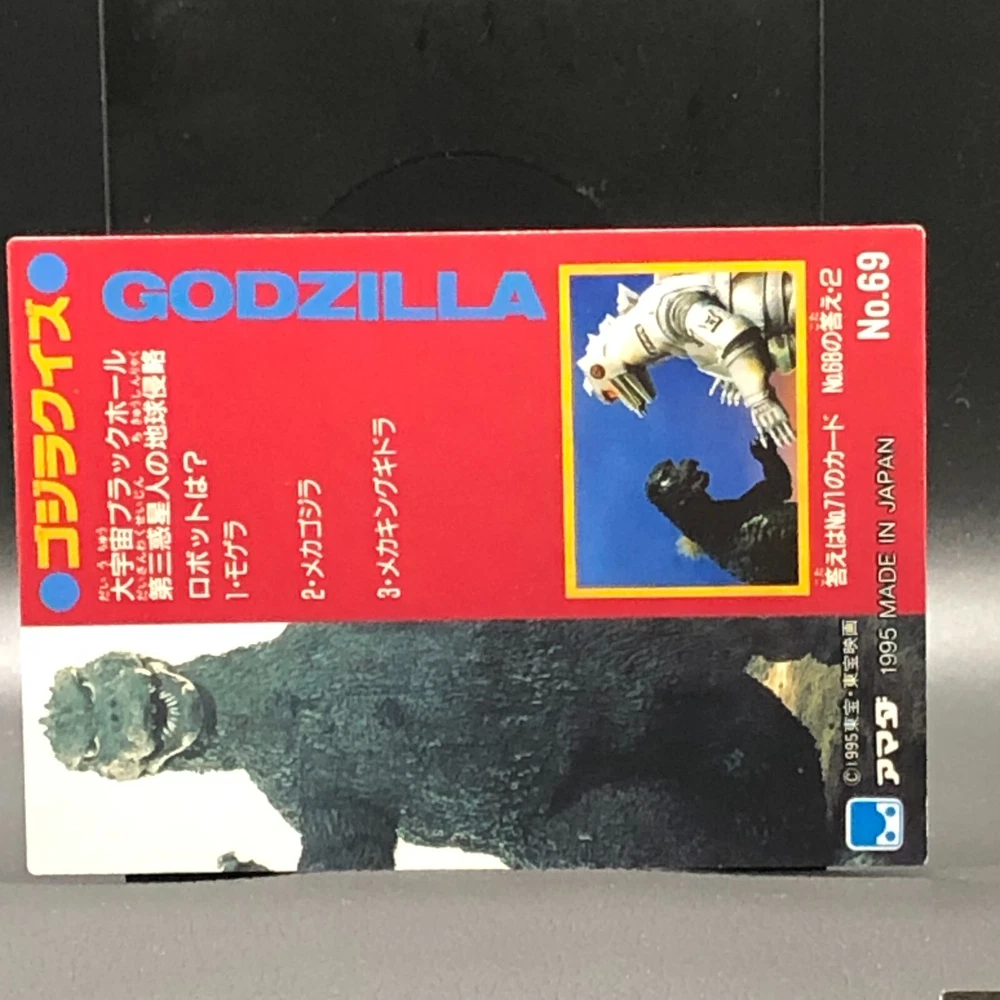 ゴジラクイズ
GODZILLA
大宇宙ブラックホール
第三惑星人の地球侵略
ロボットは?
1・モゲラ
2・メカゴジラ
3・メカキングギドラ
答えはNo.71のカード No.68の答え・2
No.69
©1995東宝・東宝映画
アマダ 1995 MADE IN JAPAN